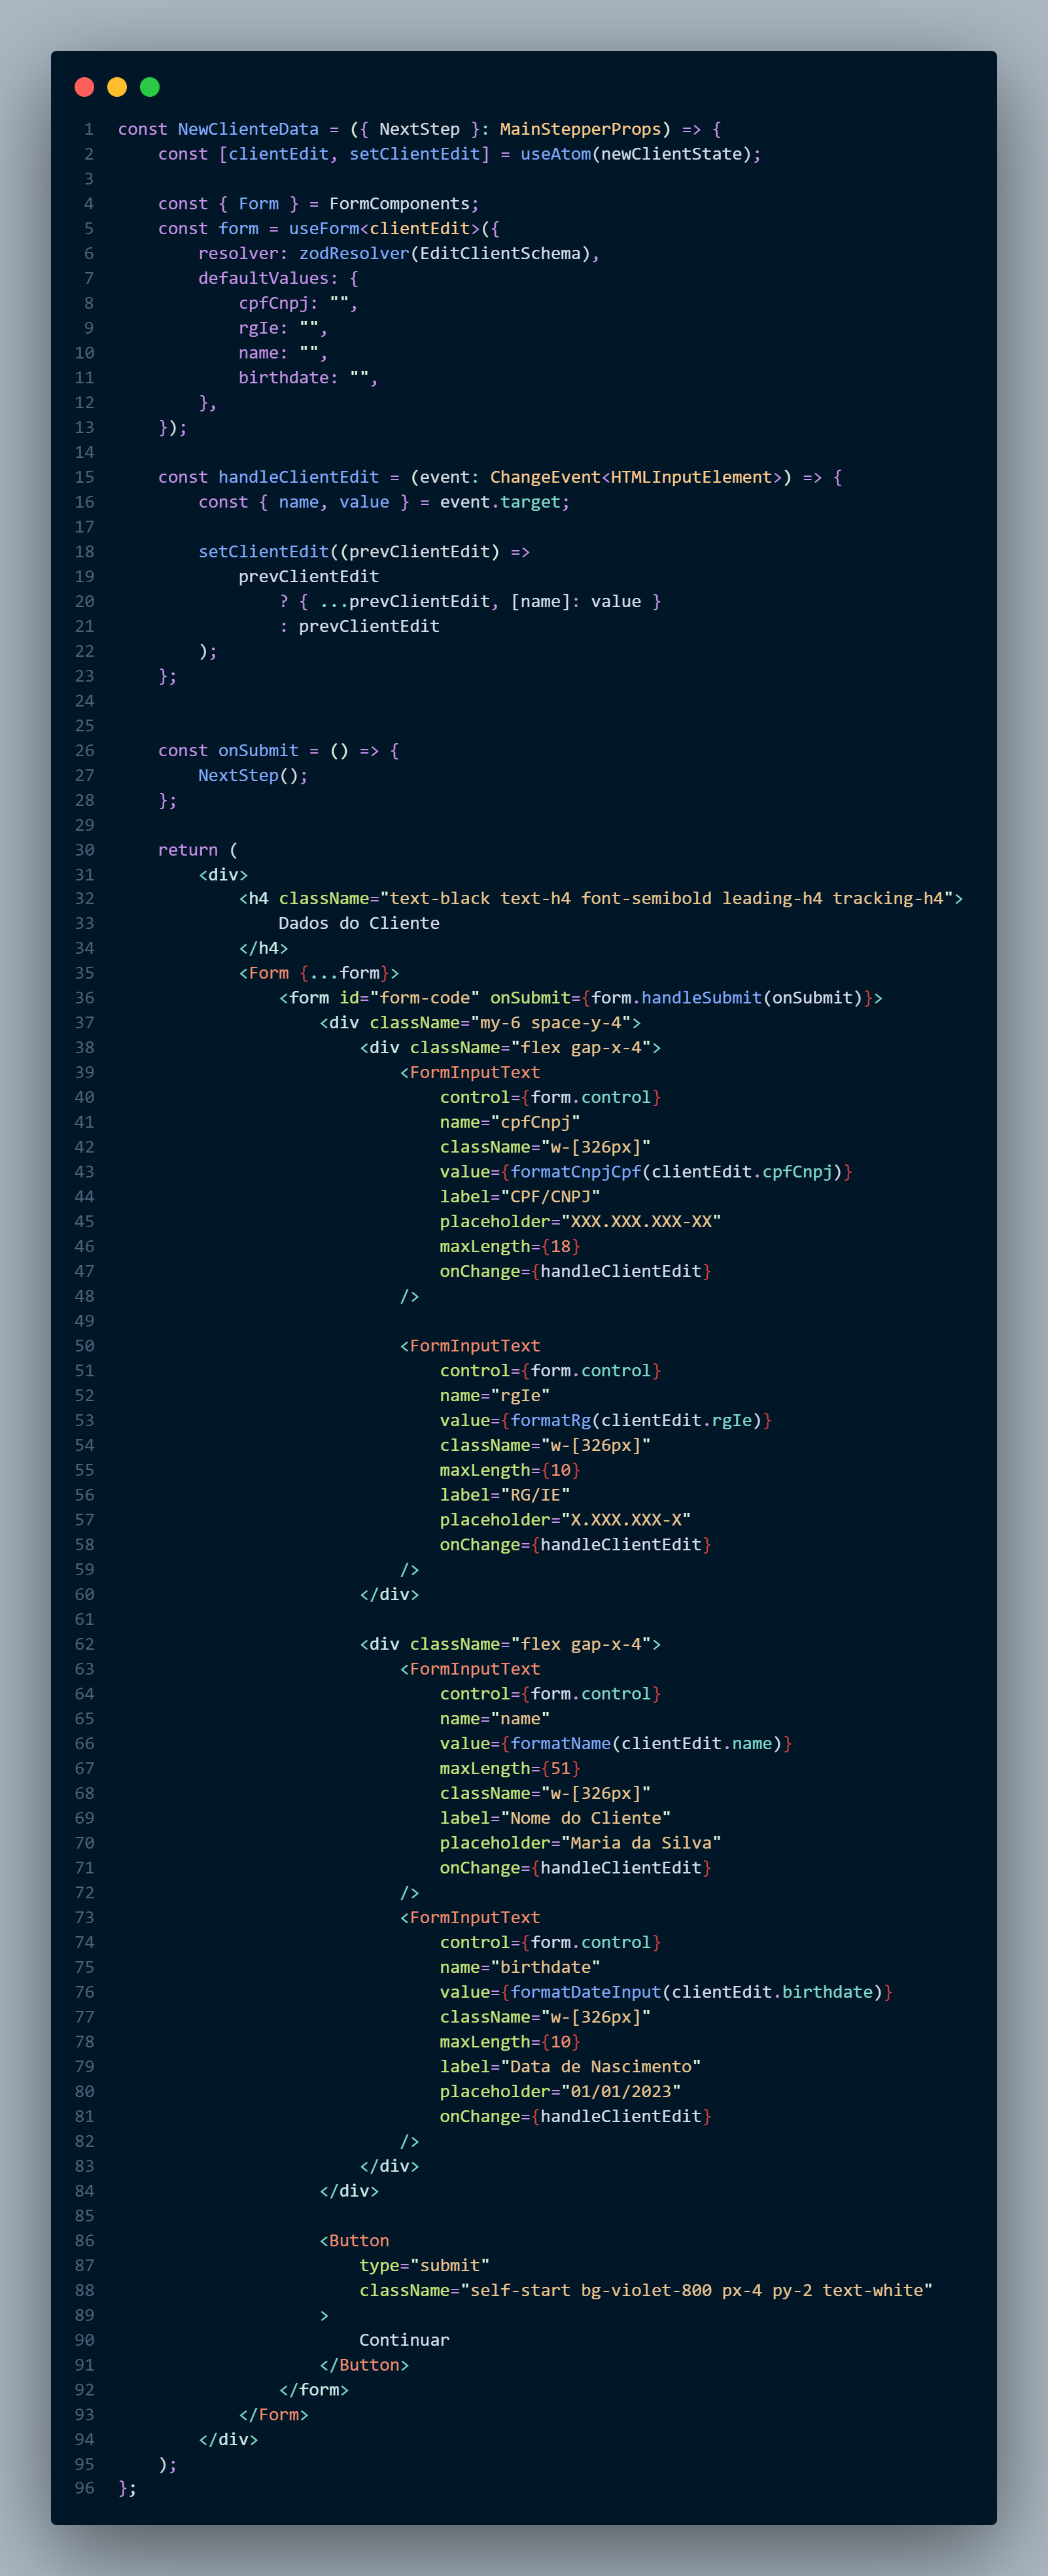 1 const NewClienteData = ({ NextStep }: MainStepperProps) => {
2     const [clientEdit, setClientEdit] = useAtom(newClientState);
3
4     const { Form } = FormComponents;
5     const form = useForm<clientEdit>({
6         resolver: zodResolver(EditClientSchema),
7         defaultValues: {
8             cpfCnpj: "",
9             rgIe: "",
10             name: "",
11             birthdate: "",
12         },
13     });
14
15     const handleClientEdit = (event: ChangeEvent<HTMLInputElement>) => {
16         const { name, value } = event.target;
17
18         setClientEdit((prevClientEdit) =>
19             prevClientEdit
20                 ? { ...prevClientEdit, [name]: value }
21                 : prevClientEdit
22         );
23     };
24
25
26     const onSubmit = () => {
27         NextStep();
28     };
29
30     return (
31         <div>
32             <h4 className="text-black text-h4 font-semibold leading-h4 tracking-h4">
33                 Dados do Cliente
34             </h4>
35             <Form {...form}>
36                 <form id="form-code" onSubmit={form.handleSubmit(onSubmit)}>
37                     <div className="my-6 space-y-4">
38                         <div className="flex gap-x-4">
39                             <FormInputText
40                                 control={form.control}
41                                 name="cpfCnpj"
42                                 className="w-[326px]"
43                                 value={formatCnpjCpf(clientEdit.cpfCnpj)}
44                                 label="CPF/CNPJ"
45                                 placeholder="XXX.XXX.XXX-XX"
46                                 maxLength={18}
47                                 onChange={handleClientEdit}
48                             />
49
50                             <FormInputText
51                                 control={form.control}
52                                 name="rgIe"
53                                 value={formatRg(clientEdit.rgIe)}
54                                 className="w-[326px]"
55                                 maxLength={10}
56                                 label="RG/IE"
57                                 placeholder="X.XXX.XXX-X"
58                                 onChange={handleClientEdit}
59                             />
60                         </div>
61
62                         <div className="flex gap-x-4">
63                             <FormInputText
64                                 control={form.control}
65                                 name="name"
66                                 value={formatName(clientEdit.name)}
67                                 maxLength={51}
68                                 className="w-[326px]"
69                                 label="Nome do Cliente"
70                                 placeholder="Maria da Silva"
71                                 onChange={handleClientEdit}
72                             />
73                             <FormInputText
74                                 control={form.control}
75                                 name="birthdate"
76                                 value={formatDateInput(clientEdit.birthdate)}
77                                 className="w-[326px]"
78                                 maxLength={10}
79                                 label="Data de Nascimento"
80                                 placeholder="01/01/2023"
81                                 onChange={handleClientEdit}
82                             />
83                         </div>
84                     </div>
85
86                     <Button
87                         type="submit"
88                         className="self-start bg-violet-800 px-4 py-2 text-white"
89                     >
90                         Continuar
91                     </Button>
92                 </form>
93             </Form>
94         </div>
95     );
96 };